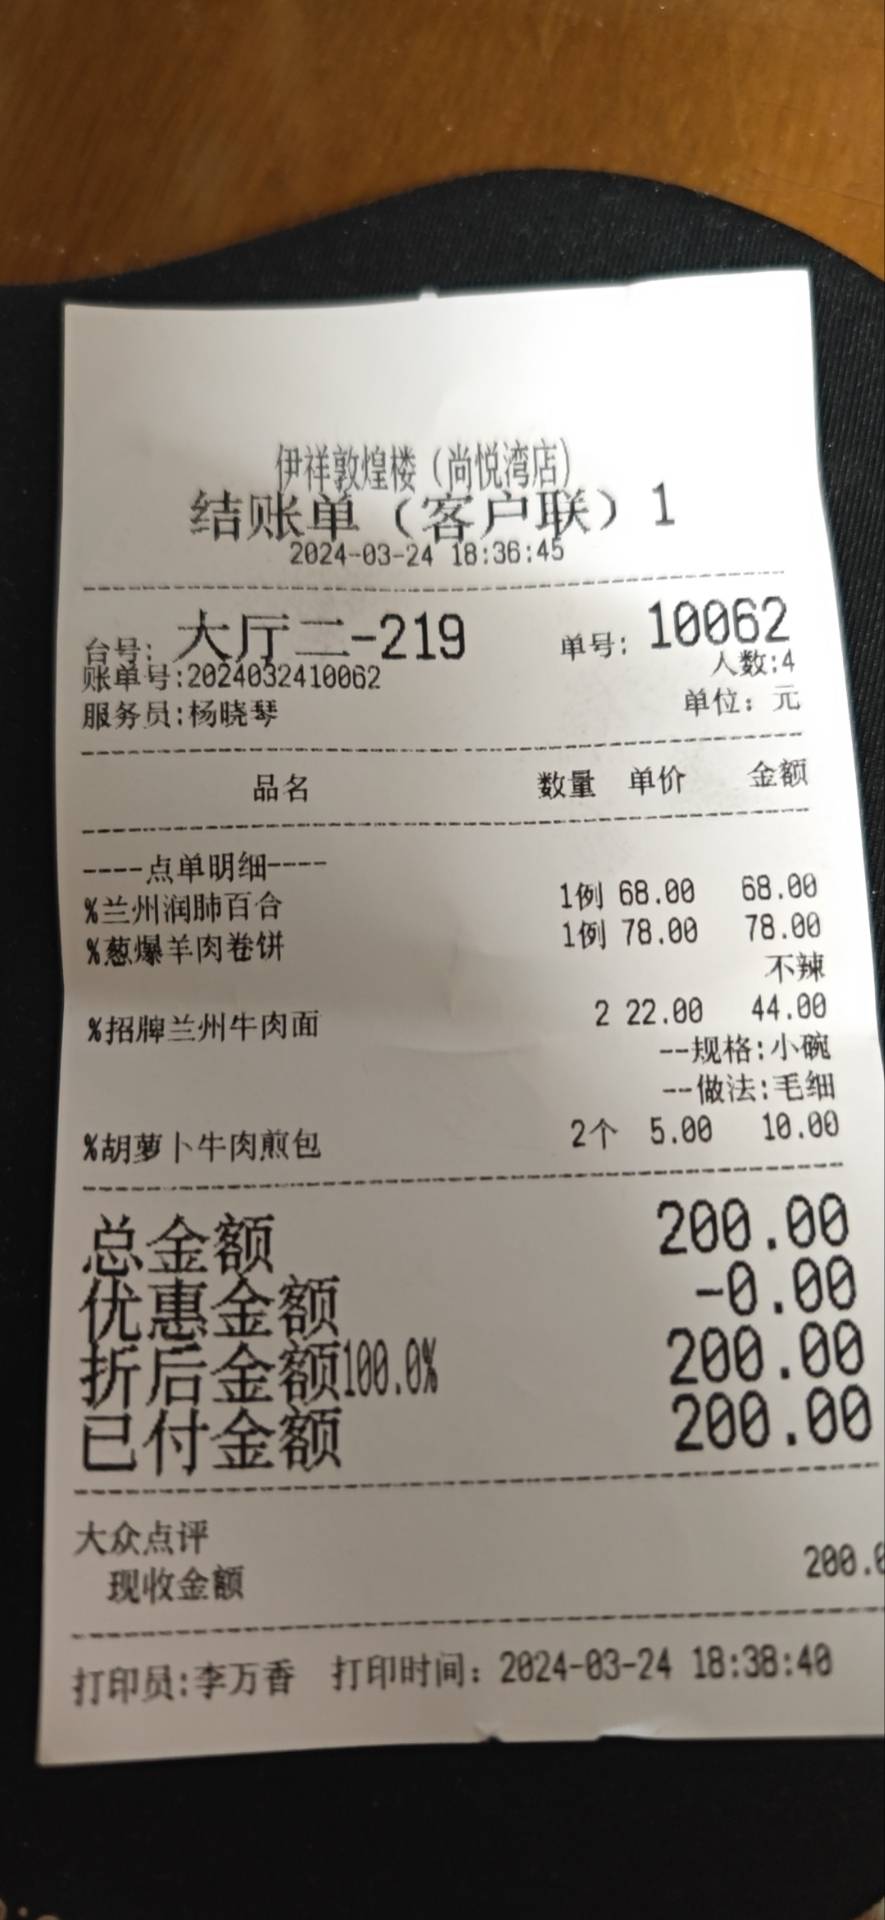 伊祥敦煌楼（尚悦湾店）
结账单（客户联）1
2024-03-24 18:36:45
台号: 大厅二-219 单号: 10062
账单号:2024032410062 人数:4
服务员:杨晓琴 单位: 元
品名 数量 单价 金额
----点单明细----
%兰州润肺百合 1例 68.00 68.00
%葱爆羊肉卷饼 1例 78.00 78.00
不辣
%招牌兰州牛肉面 2 22.00 44.00
--规格:小碗
--做法:毛细
%胡萝卜牛肉煎包 2个 5.00 10.00
总金额 200.00
优惠金额 -0.00
折后金额100.0% 200.00
已付金额 200.00
大众点评
现收金额 200.0
打印员:李万香 打印时间: 2024-03-24 18:38:40